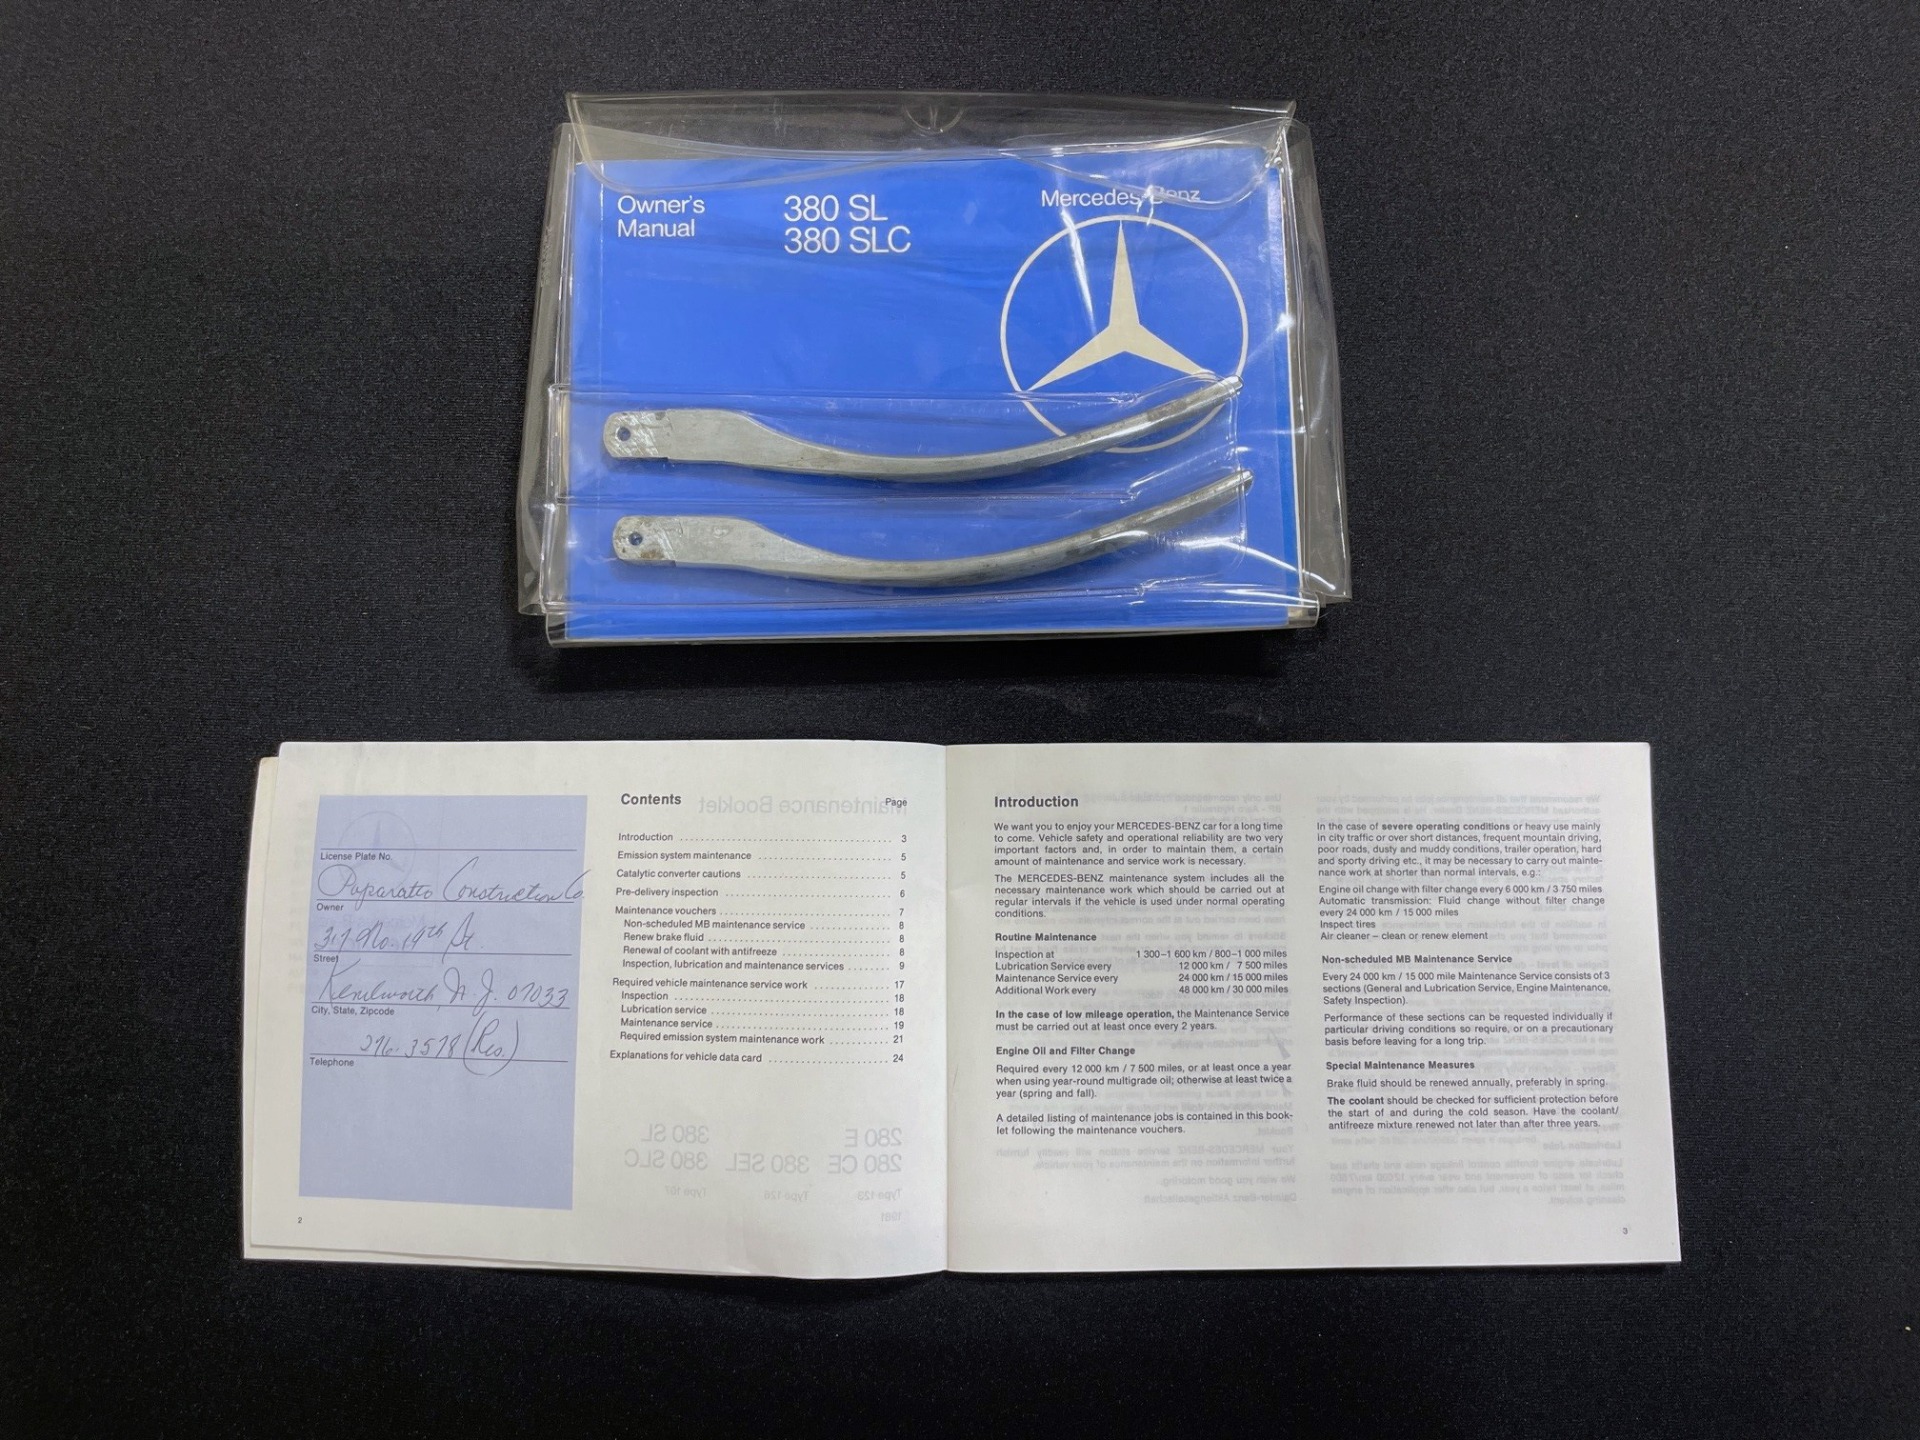 Owner's
Manual
380 SL
380 SLC
Mercedes-Benz
License Plate No.
Paparatto Construction Co.
Owner
317 No. 14th St.
Street
Kenilworth, N.J. 07033
City, State, Zipcode
276-3578 (Res.)
Telephone
2
Contents Page
Introduction 3
Emission system maintenance 5
Catalytic converter cautions 5
Pre-delivery inspection 6
Maintenance vouchers 7
Non-scheduled MB maintenance service 8
Renew brake fluid 8
Renewal of coolant with antifreeze 8
Inspection, lubrication and maintenance services 9
Required vehicle maintenance service work 17
Inspection 18
Lubrication service 18
Maintenance service 19
Required emission system maintenance work 21
Explanations for vehicle data card 24
Introduction
We want you to enjoy your MERCEDES-BENZ car for a long time
to come. Vehicle safety and operational reliability are two very
important factors and, in order to maintain them, a certain
amount of maintenance and service work is necessary.
The MERCEDES-BENZ maintenance system includes all the
necessary maintenance work which should be carried out at
regular intervals if the vehicle is used under normal operating
conditions.
Routine Maintenance
Inspection at 1 300–1 600 km / 800–1 000 miles
Lubrication Service every 12 000 km / 7 500 miles
Maintenance Service every 24 000 km / 15 000 miles
Additional Work every 48 000 km / 30 000 miles
In the case of low mileage operation, the Maintenance Service
must be carried out at least once every 2 years.
Engine Oil and Filter Change
Required every 12 000 km / 7 500 miles, or at least once a year
when using year-round multigrade oil; otherwise at least twice a
year (spring and fall).
A detailed listing of maintenance jobs is contained in this book-
let following the maintenance vouchers.
In the case of severe operating conditions or heavy use mainly
in city traffic or over short distances, frequent mountain driving,
poor roads, dusty and muddy conditions, trailer operation, hard
and sporty driving etc., it may be necessary to carry out mainte-
nance work at shorter than normal intervals, e.g.:
Engine oil change with filter change every 6 000 km / 3 750 miles
Automatic transmission: Fluid change without filter change
every 24 000 km / 15 000 miles
Inspect tires
Air cleaner – clean or renew element
Non-scheduled MB Maintenance Service
Every 24 000 km / 15 000 mile Maintenance Service consists of 3
sections (General and Lubrication Service, Engine Maintenance,
Safety Inspection).
Performance of these sections can be requested individually if
particular driving conditions so require, or on a precautionary
basis before leaving for a long trip.
Special Maintenance Measures
Brake fluid should be renewed annually, preferably in spring.
The coolant should be checked for sufficient protection before
the start of and during the cold season. Have the coolant/
antifreeze mixture renewed not later than after three years.
3